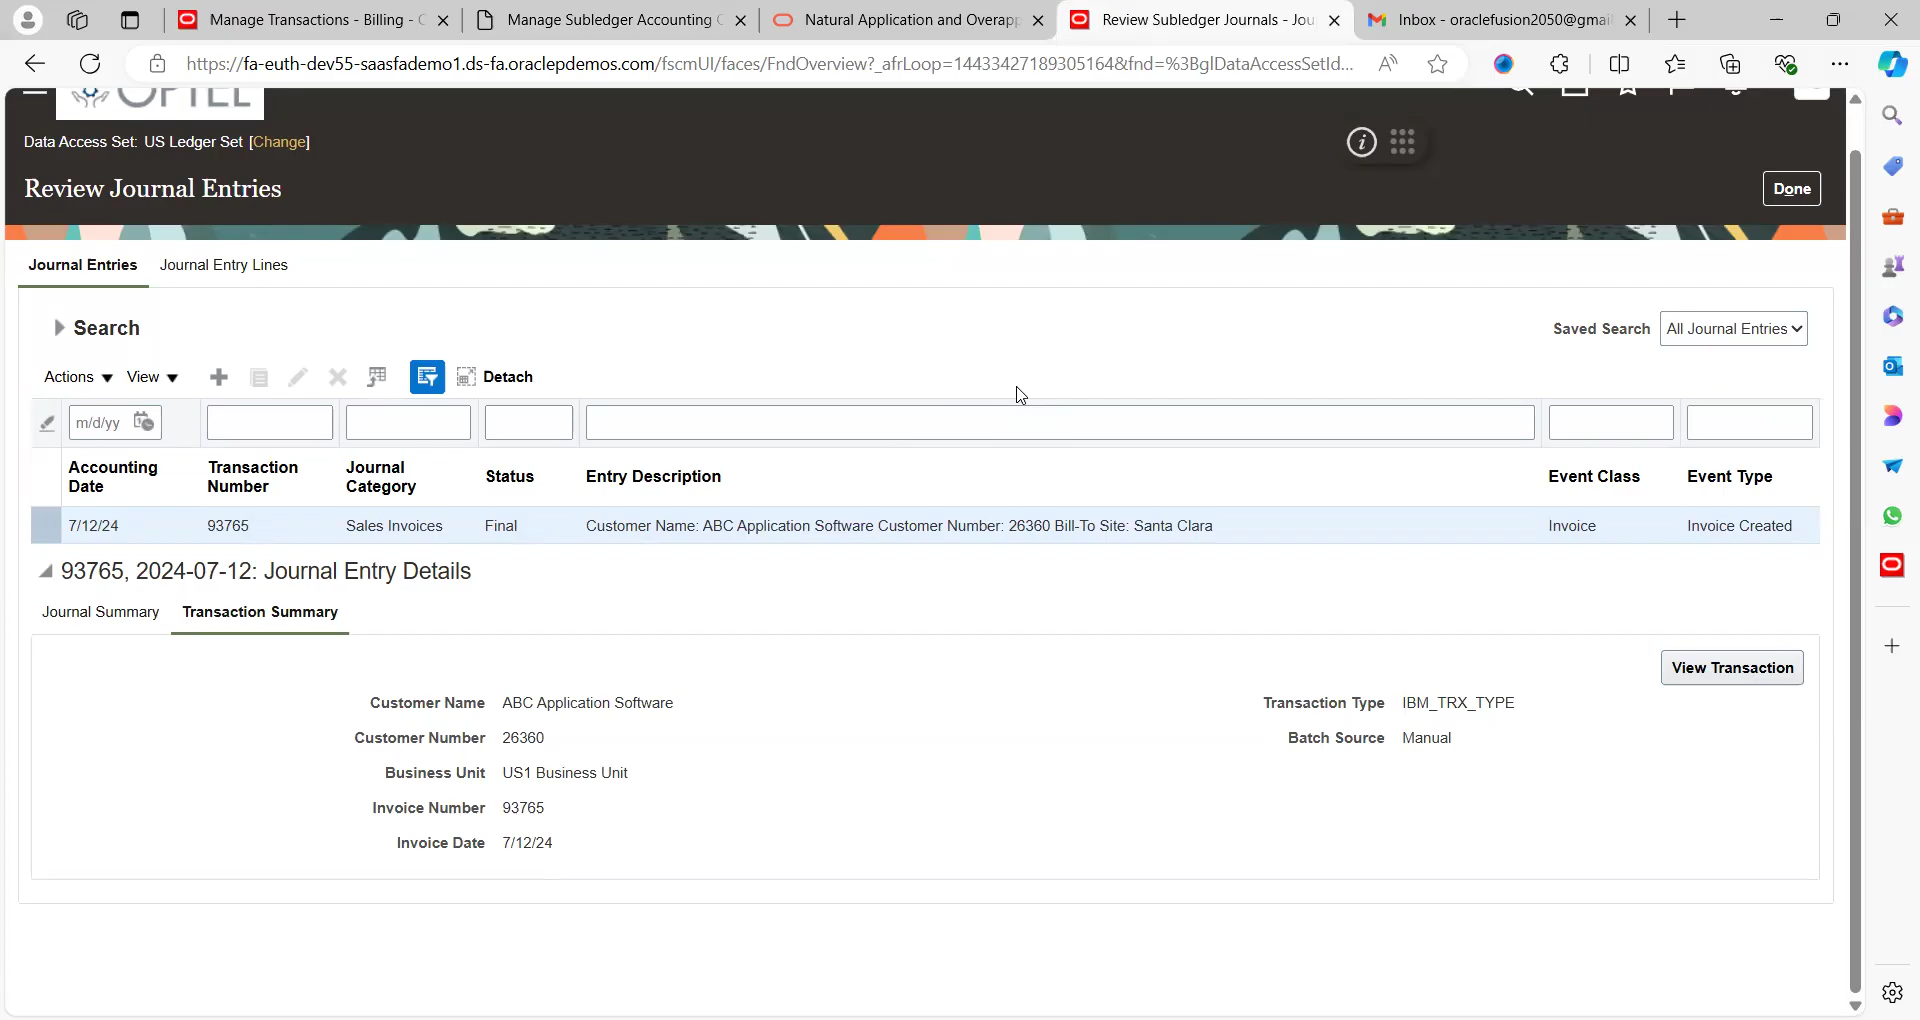 Manage Transactions - Billing - C
Manage Subledger Accounting O
Natural Application and Overapp
Review Subledger Journals - Jou
Inbox - oraclefusion2050@gmai
https://fa-euth-dev55-saasfademo1.ds-fa.oraclepdemos.com/fscmUI/faces/FndOverview?_afrLoop=14433427189305164&fnd=%3BglDataAccessSetId...
OPTEL
Data Access Set: US Ledger Set [Change]
Review Journal Entries
Done
Journal Entries Journal Entry Lines
Search
Saved Search All Journal Entries
Actions View Detach
m/d/yy
Accounting Date Transaction Number Journal Category Status Entry Description Event Class Event Type
7/12/24 93765 Sales Invoices Final Customer Name: ABC Application Software Customer Number: 26360 Bill-To Site: Santa Clara Invoice Invoice Created
93765, 2024-07-12: Journal Entry Details
Journal Summary Transaction Summary
View Transaction
Customer Name ABC Application Software Transaction Type IBM_TRX_TYPE
Customer Number 26360 Batch Source Manual
Business Unit US1 Business Unit
Invoice Number 93765
Invoice Date 7/12/24